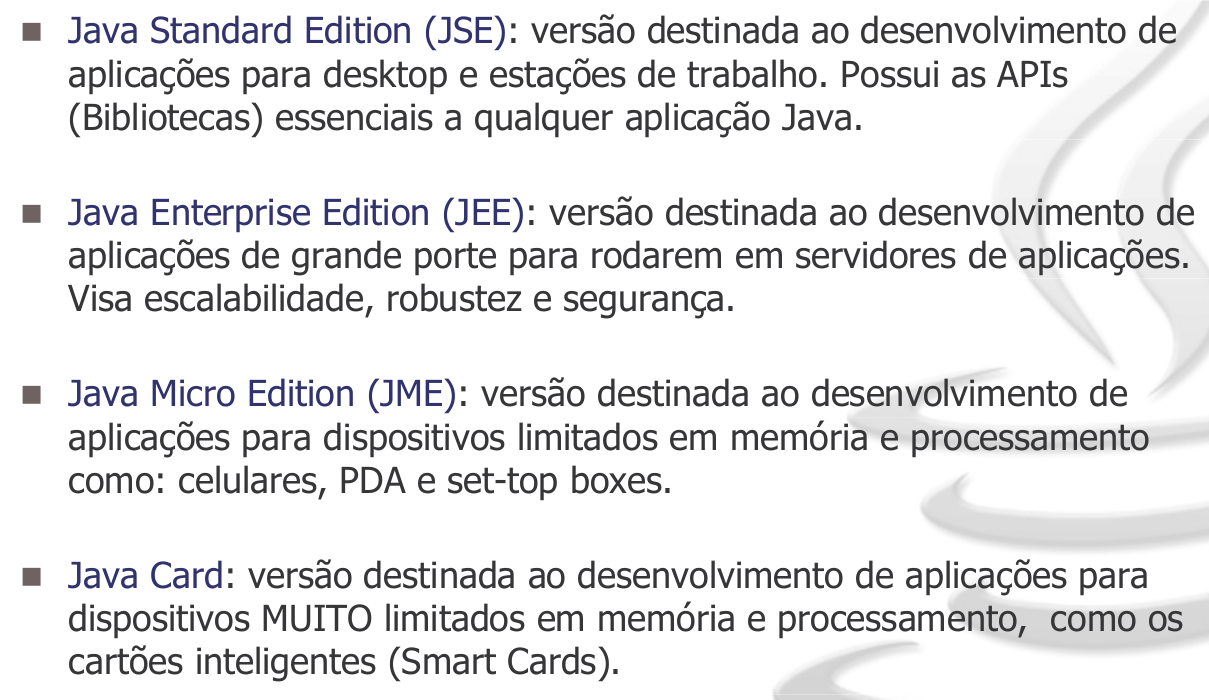 ■ Java Standard Edition (JSE): versão destinada ao desenvolvimento de
aplicações para desktop e estações de trabalho. Possui as APIs
(Bibliotecas) essenciais a qualquer aplicação Java.
■ Java Enterprise Edition (JEE): versão destinada ao desenvolvimento de
aplicações de grande porte para rodarem em servidores de aplicações.
Visa escalabilidade, robustez e segurança.
■ Java Micro Edition (JME): versão destinada ao desenvolvimento de
aplicações para dispositivos limitados em memória e processamento
como: celulares, PDA e set-top boxes.
■ Java Card: versão destinada ao desenvolvimento de aplicações para
dispositivos MUITO limitados em memória e processamento,  como os
cartões inteligentes (Smart Cards).